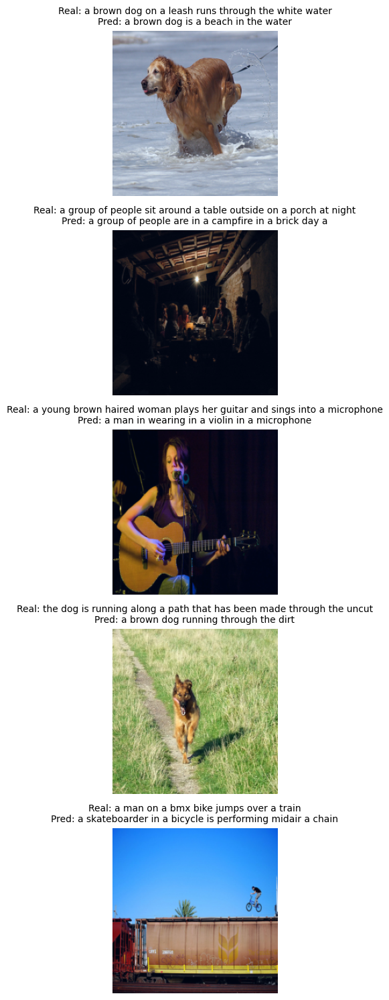 Real: a brown dog on a leash runs through the white water
Pred: a brown dog is a beach in the water
Real: a group of people sit around a table outside on a porch at night
Pred: a group of people are in a campfire in a brick day a
Real: a young brown haired woman plays her guitar and sings into a microphone
Pred: a man in wearing in a violin in a microphone
Real: the dog is running along a path that has been made through the uncut
Pred: a brown dog running through the dirt
Real: a man on a bmx bike jumps over a train
Pred: a skateboarder in a bicycle is performing midair a chain